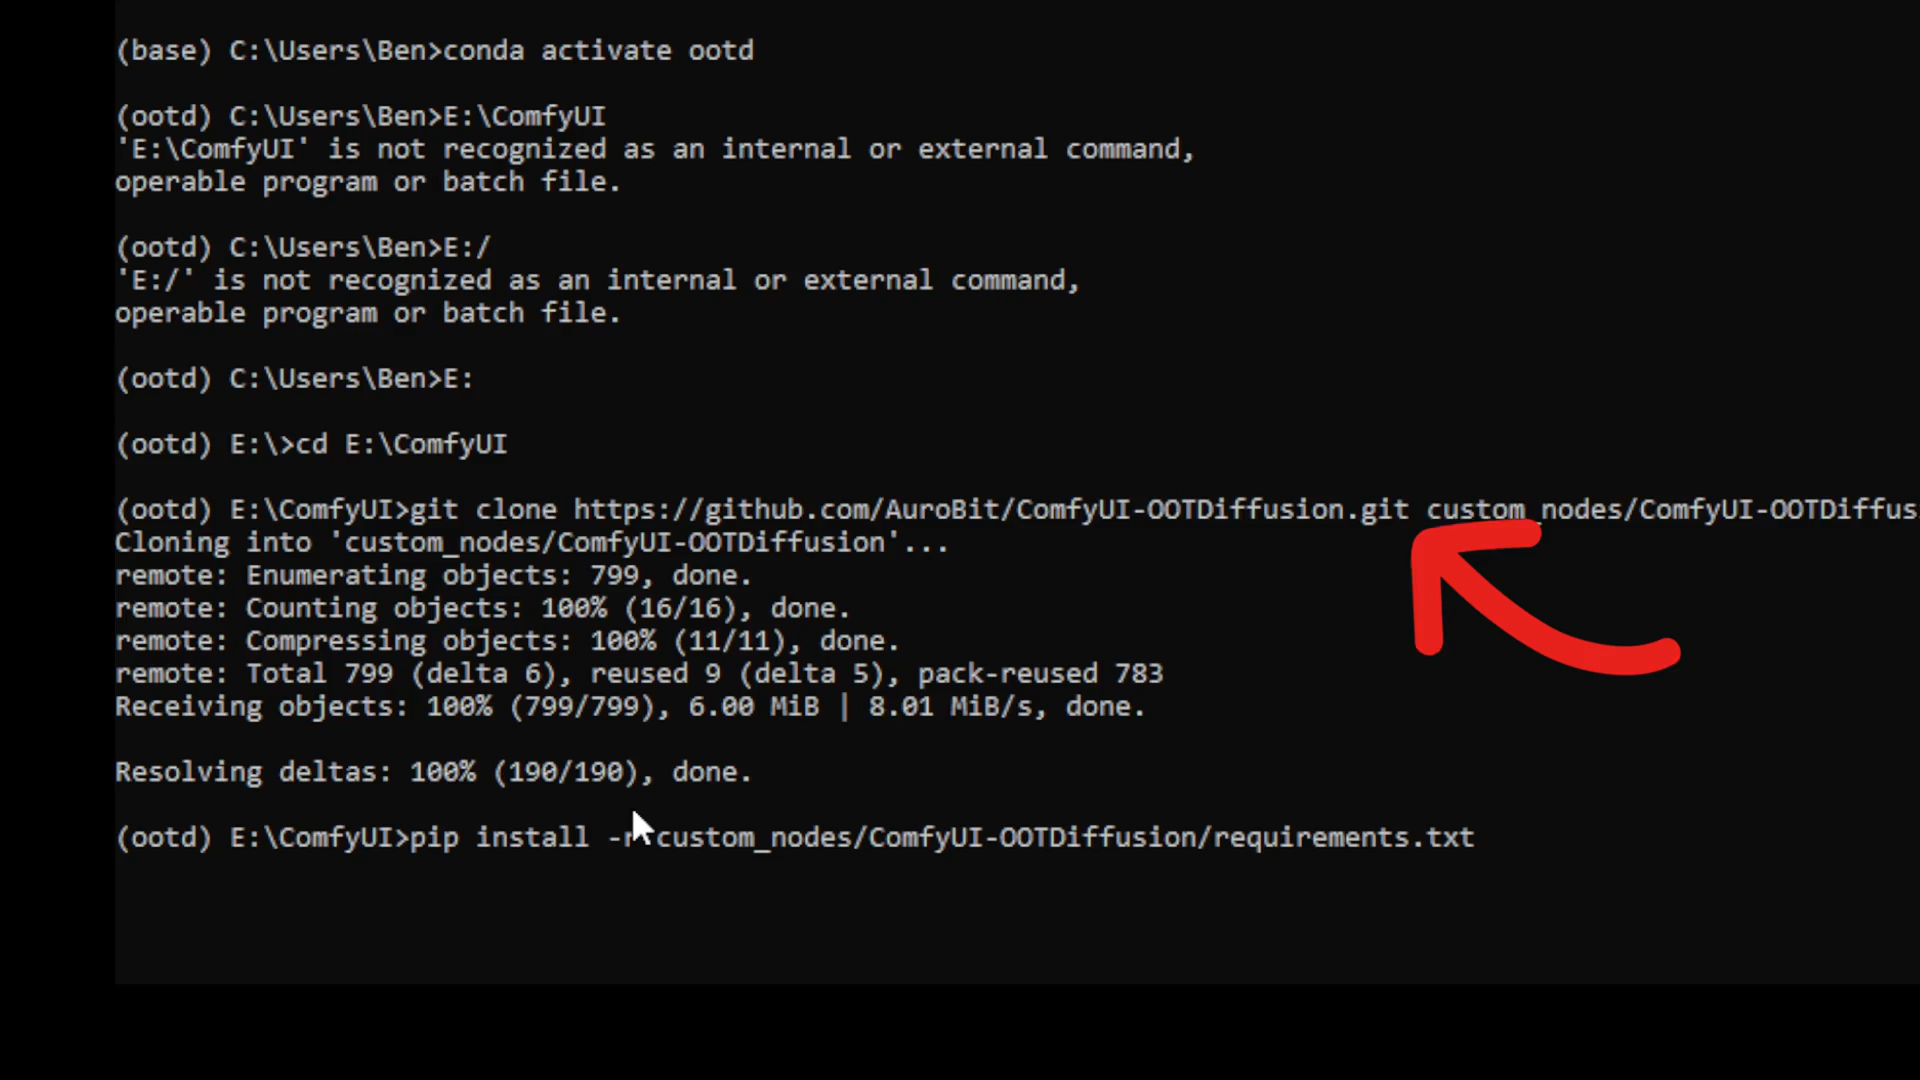 (base) C:\Users\Ben>conda activate ootd
(ootd) C:\Users\Ben>E:\ComfyUI
'E:\ComfyUI' is not recognized as an internal or external command,
operable program or batch file.
(ootd) C:\Users\Ben>E:/
'E:/' is not recognized as an internal or external command,
operable program or batch file.
(ootd) C:\Users\Ben>E:
(ootd) E:\>cd E:\ComfyUI
(ootd) E:\ComfyUI>git clone https://github.com/AuroBit/ComfyUI-OOTDiffusion.git custom_nodes/ComfyUI-OOTDiffus
Cloning into 'custom_nodes/ComfyUI-OOTDiffusion'...
remote: Enumerating objects: 799, done.
remote: Counting objects: 100% (16/16), done.
remote: Compressing objects: 100% (11/11), done.
remote: Total 799 (delta 6), reused 9 (delta 5), pack-reused 783
Receiving objects: 100% (799/799), 6.00 MiB | 8.01 MiB/s, done.
Resolving deltas: 100% (190/190), done.
(ootd) E:\ComfyUI>pip install -r custom_nodes/ComfyUI-OOTDiffusion/requirements.txt